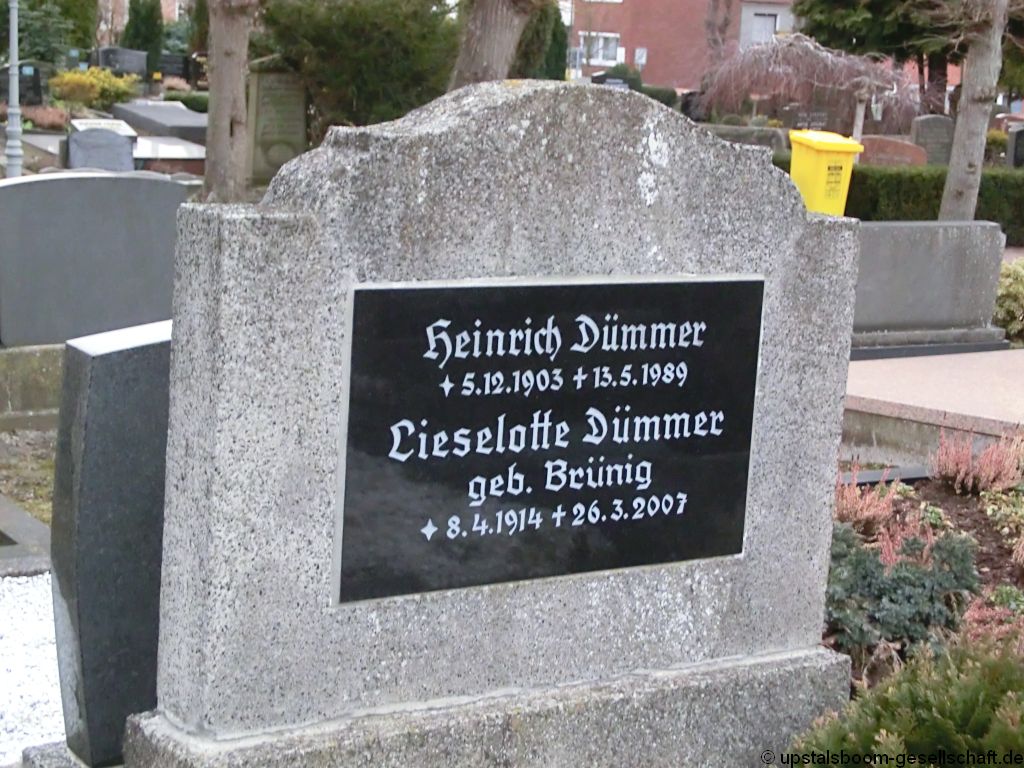 Heinrich Dümmer
✦ 5.12.1903 ✝ 13.5.1989
Lieselotte Dümmer
geb. Brünig
✦ 8.4.1914 ✝ 26.3.2007
© upstalsboom-gesellschaft.de